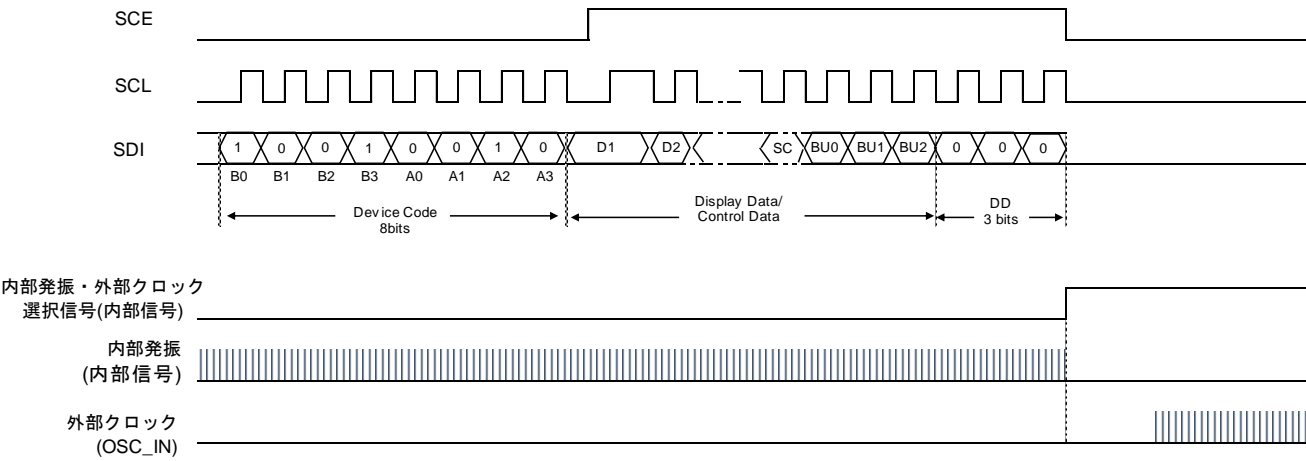 SCE
SCL
SDI
1 0 0 1 0 0 1 0 D1 D2 SC BU0 BU1 BU2 0 0 0
B0 B1 B2 B3 A0 A1 A2 A3
Device Code
8bits
Display Data/
Control Data
DD
3 bits
内部発振・外部クロック
選択信号(内部信号)
内部発振
(内部信号)
外部クロック
(OSC_IN)